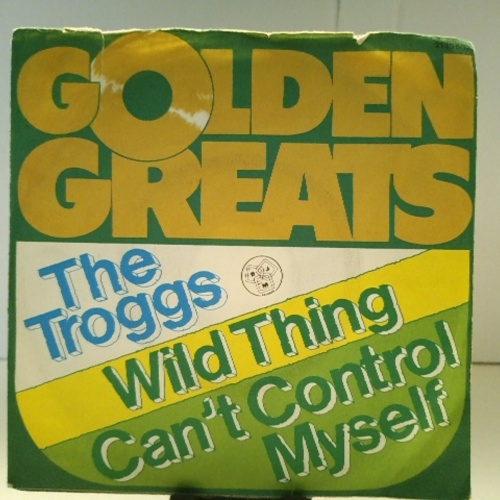 GOLDEN
GREATS
The
Troggs
Wild Thing
Can't Control
Myself